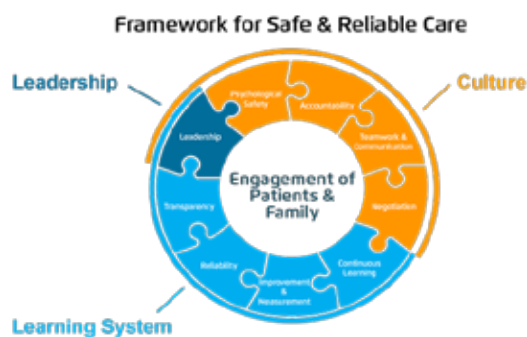 Framework for Safe & Reliable Care
Leadership
Culture
Psychological
Safety
Accountability
Leadership
Teamwork &
Communication
Engagement of
Patients &
Family
Transparency
Negotiation
Reliability
Continuous
Learning
Improvement
&
Measurement
Learning System